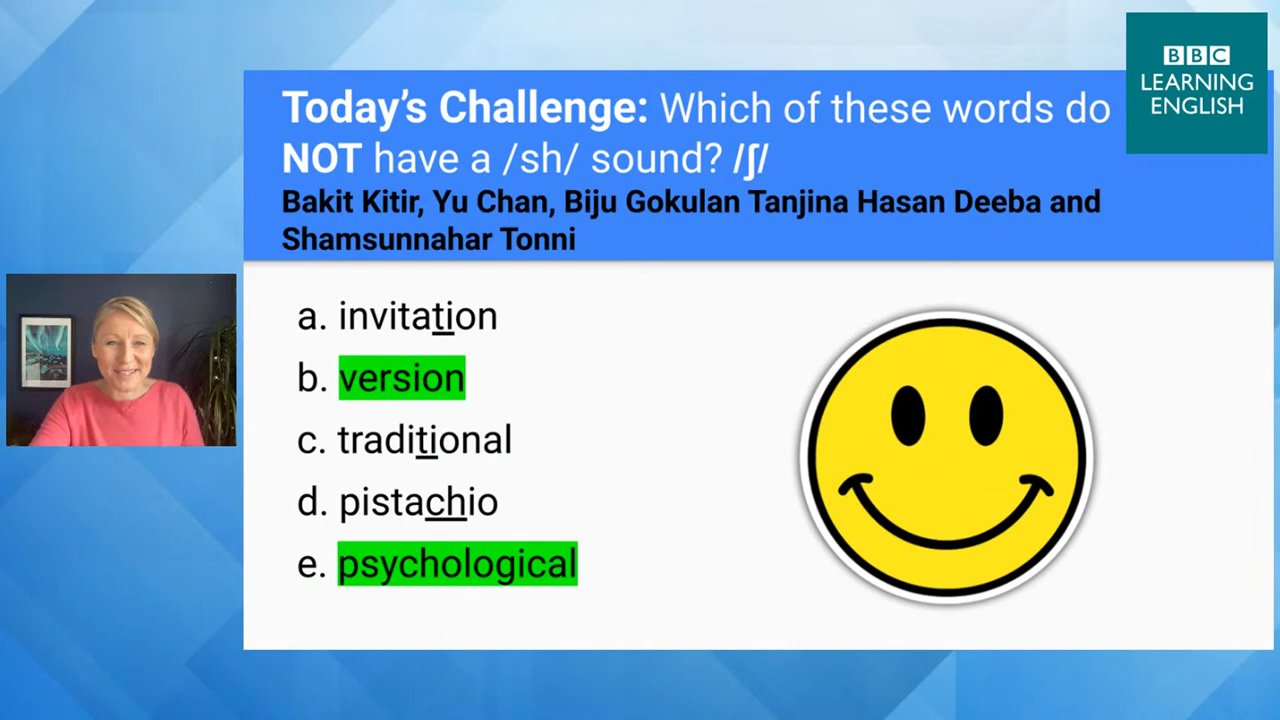 BBC
LEARNING
ENGLISH
Today's Challenge: Which of these words do
NOT have a /sh/ sound? /ʃ/
Bakit Kitir, Yu Chan, Biju Gokulan Tanjina Hasan Deeba and
Shamsunnahar Tonni
a. invitation
b. version
c. traditional
d. pistachio
e. psychological